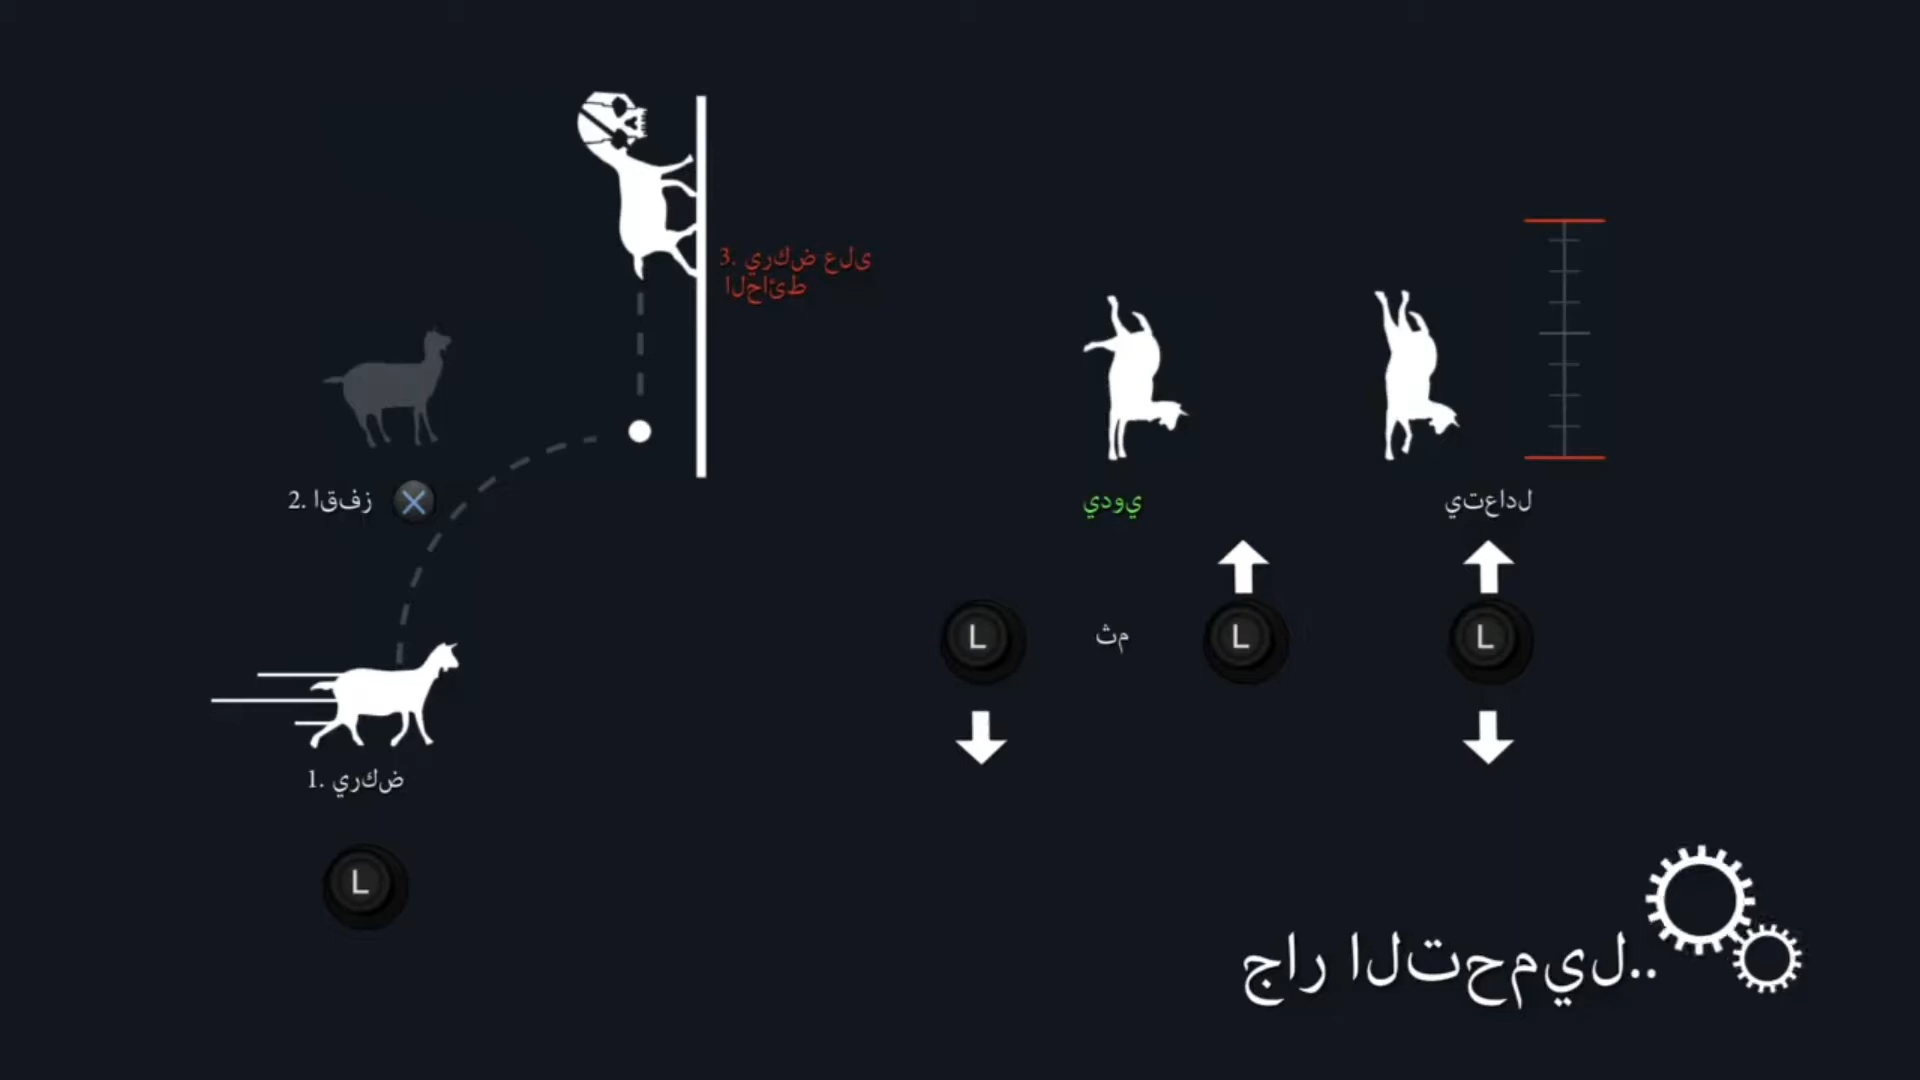 3. يركض على
الحائط
2. اقفز
يدوي
يتعادل
L
ثم
L
L
1. يركض
L
جار التحميل..